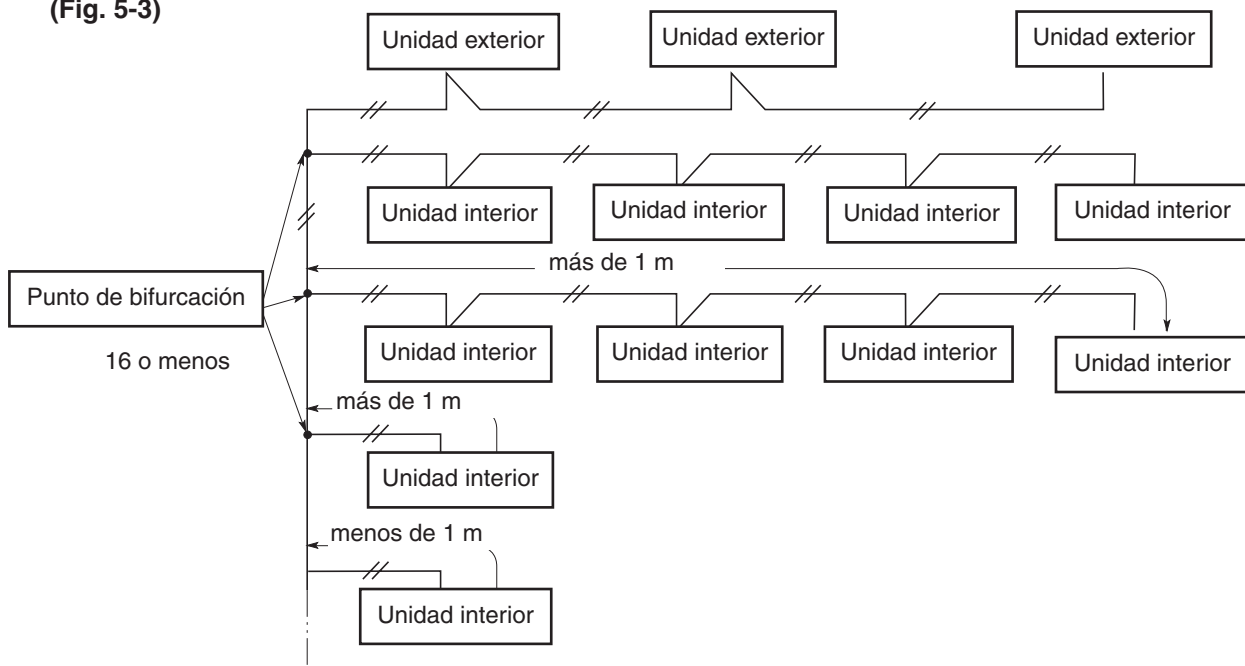 (Fig. 5-3)
Unidad exterior
Unidad exterior
Unidad exterior
Unidad interior
Unidad interior
Unidad interior
Unidad interior
más de 1 m
Punto de bifurcación
16 o menos
Unidad interior
Unidad interior
Unidad interior
Unidad interior
más de 1 m
Unidad interior
menos de 1 m
Unidad interior